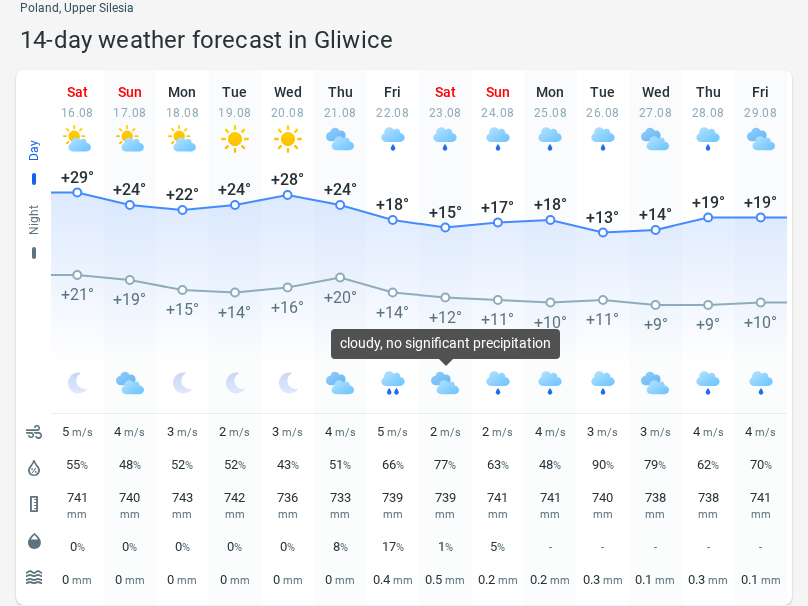 Poland, Upper Silesia
14-day weather forecast in Gliwice
Sat Sun Mon Tue Wed Thu Fri Sat Sun Mon Tue Wed Thu Fri
16.08 17.08 18.08 19.08 20.08 21.08 22.08 23.08 24.08 25.08 26.08 27.08 28.08 29.08
Day
+29° +24° +22° +24° +28° +24° +18° +15° +17° +18° +13° +14° +19° +19°
Night
+21° +19° +15° +14° +16° +20° +14° +12° +11° +10° +11° +9° +9° +10°
cloudy, no significant precipitation
5 m/s 4 m/s 3 m/s 2 m/s 3 m/s 4 m/s 5 m/s 2 m/s 2 m/s 4 m/s 3 m/s 3 m/s 4 m/s 4 m/s
55% 48% 52% 52% 43% 51% 66% 77% 63% 48% 90% 79% 62% 70%
741 740 743 742 736 733 739 739 741 741 740 738 738 741
mm mm mm mm mm mm mm mm mm mm mm mm mm mm
0% 0% 0% 0% 0% 8% 17% 1% 5% - - - - -
0 mm 0 mm 0 mm 0 mm 0 mm 0 mm 0.4 mm 0.5 mm 0.2 mm 0.2 mm 0.3 mm 0.1 mm 0.3 mm 0.1 mm